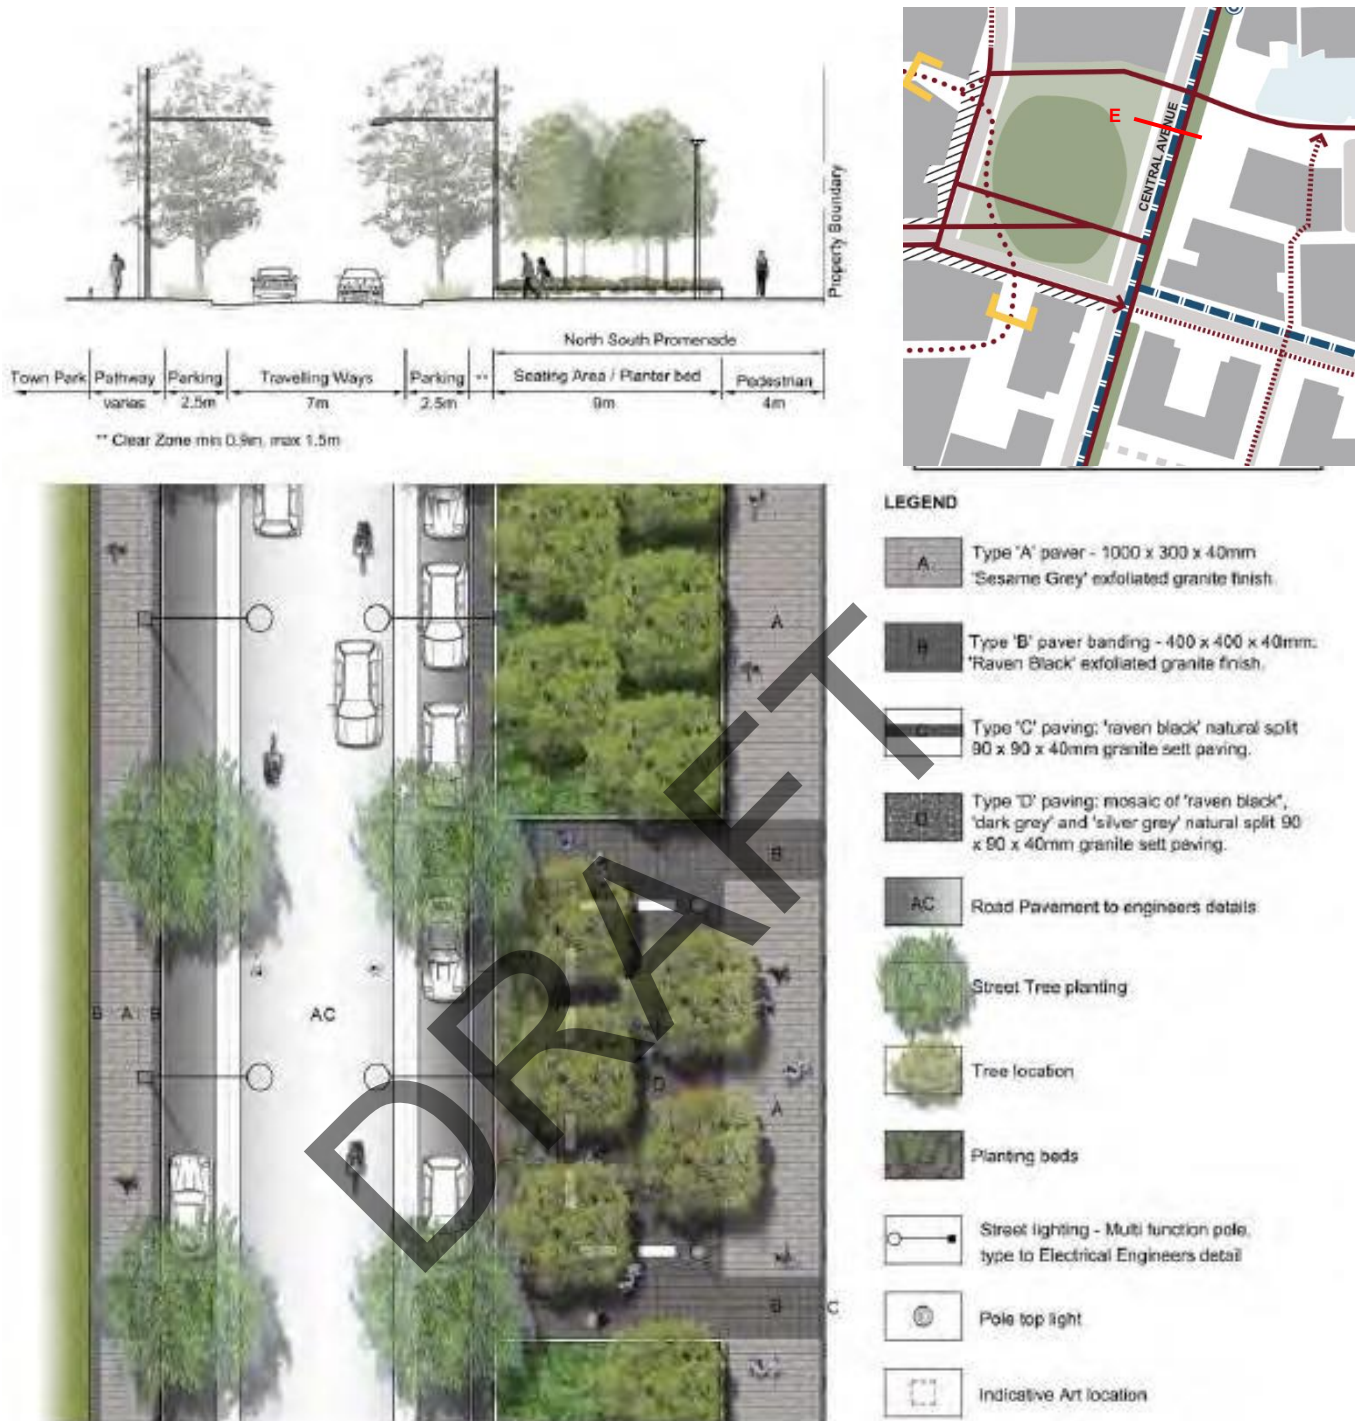 E
CENTRAL AVENUE
Property Boundary
North South Promenade
Town Park
Pathway
Parking
Travelling Ways
Parking
**
Seating Area / Planter bed
Pedestrian
varies
2.5m
7m
2.5m
9m
4m
** Clear Zone min 0.9m, max 1.5m
LEGEND
A
Type 'A' paver - 1000 x 300 x 40mm
'Sesame Grey' exfoliated granite finish.
B
Type 'B' paver banding - 400 x 400 x 40mm.
'Raven Black' exfoliated granite finish.
C
Type 'C' paving: 'raven black' natural split
90 x 90 x 40mm granite sett paving.
D
Type 'D' paving: mosaic of 'raven black',
'dark grey' and 'silver grey' natural split 90
x 90 x 40mm granite sett paving.
AC
Road Pavement to engineers details
Street Tree planting
Tree location
Planting beds
Street lighting - Multi function pole,
type to Electrical Engineers detail
Pole top light
Indicative Art location
A
B
B A B
AC
D
A
B
C
DRAFT